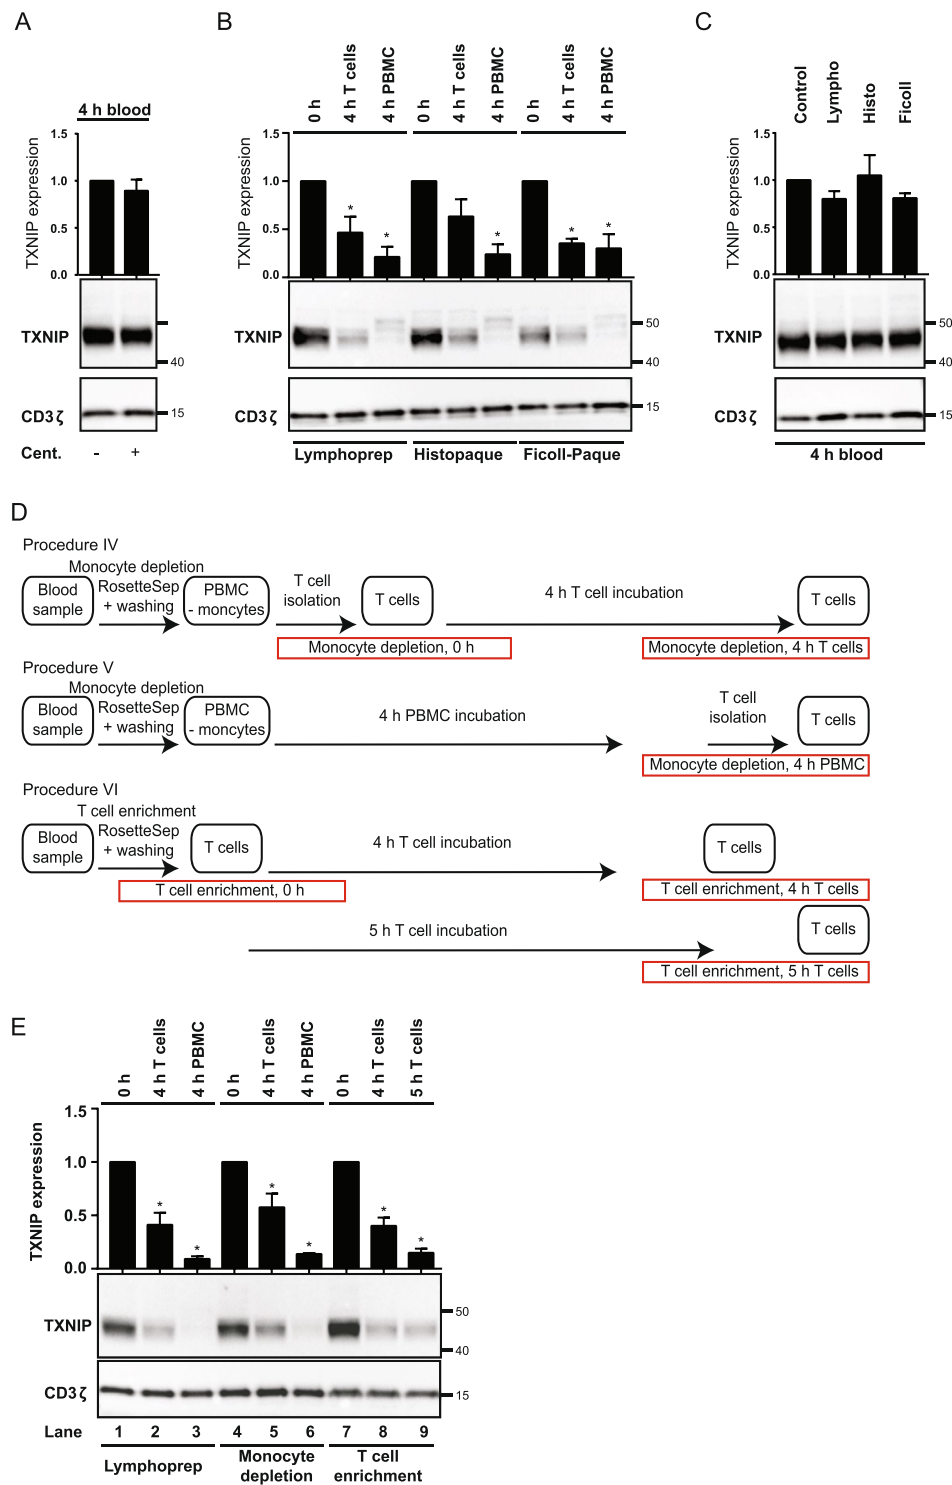 A
4 h blood
1.5
1.0
0.5
0.0
TXNIP expression
TXNIP
40
CD3 ζ
15
Cent.
-
+
B
0 h
4 h T cells
4 h PBMC
0 h
4 h T cells
4 h PBMC
0 h
4 h T cells
4 h PBMC
1.5
1.0
0.5
0.0
TXNIP expression
*
*
*
*
*
TXNIP
50
40
CD3 ζ
15
Lymphoprep
Histopaque
Ficoll-Paque
C
Control
Lympho
Histo
Ficoll
1.5
1.0
0.5
0.0
TXNIP expression
TXNIP
50
40
CD3 ζ
15
4 h blood
D
Procedure IV
Monocyte depletion
Blood
sample
RosetteSep
+ washing
PBMC
- moncytes
T cell
isolation
T cells
4 h T cell incubation
T cells
Monocyte depletion, 0 h
Monocyte depletion, 4 h T cells
Procedure V
Monocyte depletion
Blood
sample
RosetteSep
+ washing
PBMC
- moncytes
4 h PBMC incubation
T cell
isolation
T cells
Monocyte depletion, 4 h PBMC
Procedure VI
T cell enrichment
Blood
sample
RosetteSep
+ washing
T cells
4 h T cell incubation
T cells
T cell enrichment, 0 h
T cell enrichment, 4 h T cells
5 h T cell incubation
T cells
T cell enrichment, 5 h T cells
E
0 h
4 h T cells
4 h PBMC
0 h
4 h T cells
4 h PBMC
0 h
4 h T cells
5 h T cells
1.5
1.0
0.5
0.0
TXNIP expression
*
*
*
*
*
*
TXNIP
50
40
CD3 ζ
15
Lane 1 2 3 4 5 6 7 8 9
Lymphoprep
Monocyte
depletion
T cell
enrichment